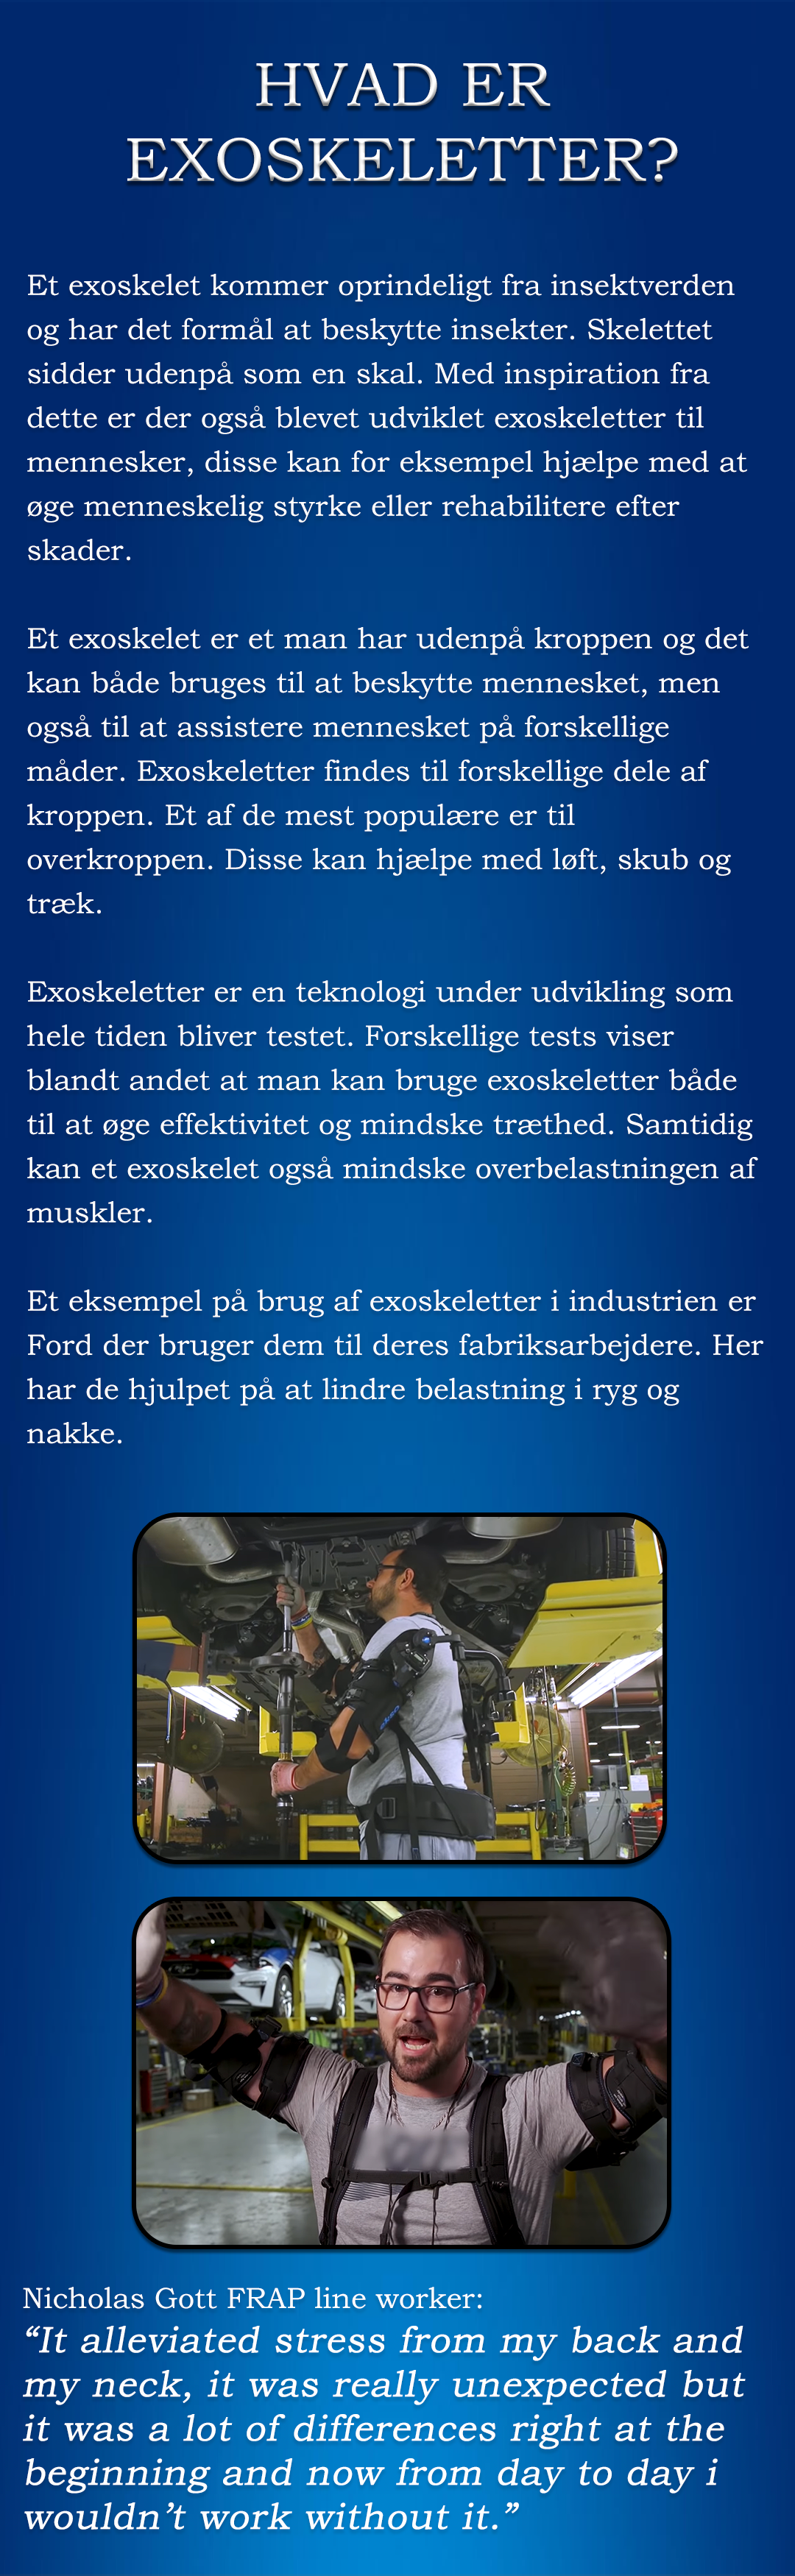 HVAD ER
EXOSKELETTER?
Et exoskelet kommer oprindeligt fra insektverden
og har det formål at beskytte insekter. Skelettet
sidder udenpå som en skal. Med inspiration fra
dette er der også blevet udviklet exoskeletter til
mennesker, disse kan for eksempel hjælpe med at
øge menneskelig styrke eller rehabilitere efter
skader.
Et exoskelet er et man har udenpå kroppen og det
kan både bruges til at beskytte mennesket, men
også til at assistere mennesket på forskellige
måder. Exoskeletter findes til forskellige dele af
kroppen. Et af de mest populære er til
overkroppen. Disse kan hjælpe med løft, skub og
træk.
Exoskeletter er en teknologi under udvikling som
hele tiden bliver testet. Forskellige tests viser
blandt andet at man kan bruge exoskeletter både
til at øge effektivitet og mindske træthed. Samtidig
kan et exoskelet også mindske overbelastningen af
muskler.
Et eksempel på brug af exoskeletter i industrien er
Ford der bruger dem til deres fabriksarbejdere. Her
har de hjulpet på at lindre belastning i ryg og
nakke.
Nicholas Gott FRAP line worker:
“It alleviated stress from my back and
my neck, it was really unexpected but
it was a lot of differences right at the
beginning and now from day to day i
wouldn’t work without it.”